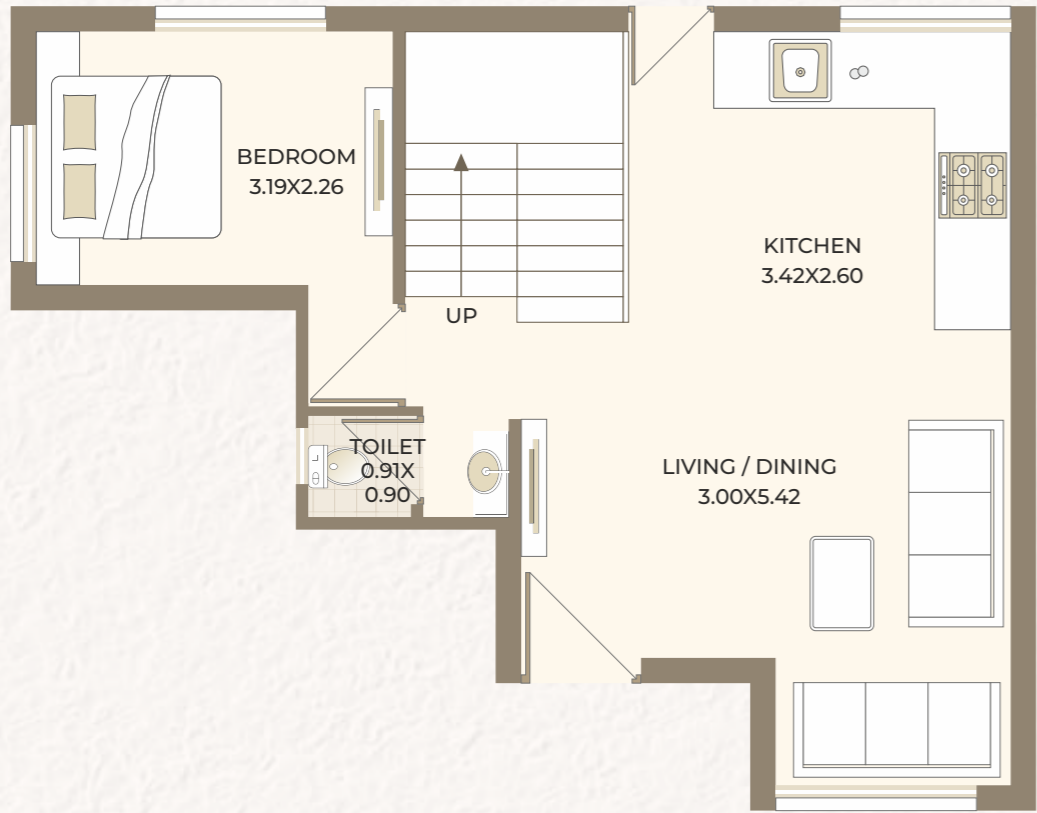 BEDROOM
3.19X2.26
KITCHEN
3.42X2.60
UP
TOILET
0.91X
0.90
LIVING / DINING
3.00X5.42